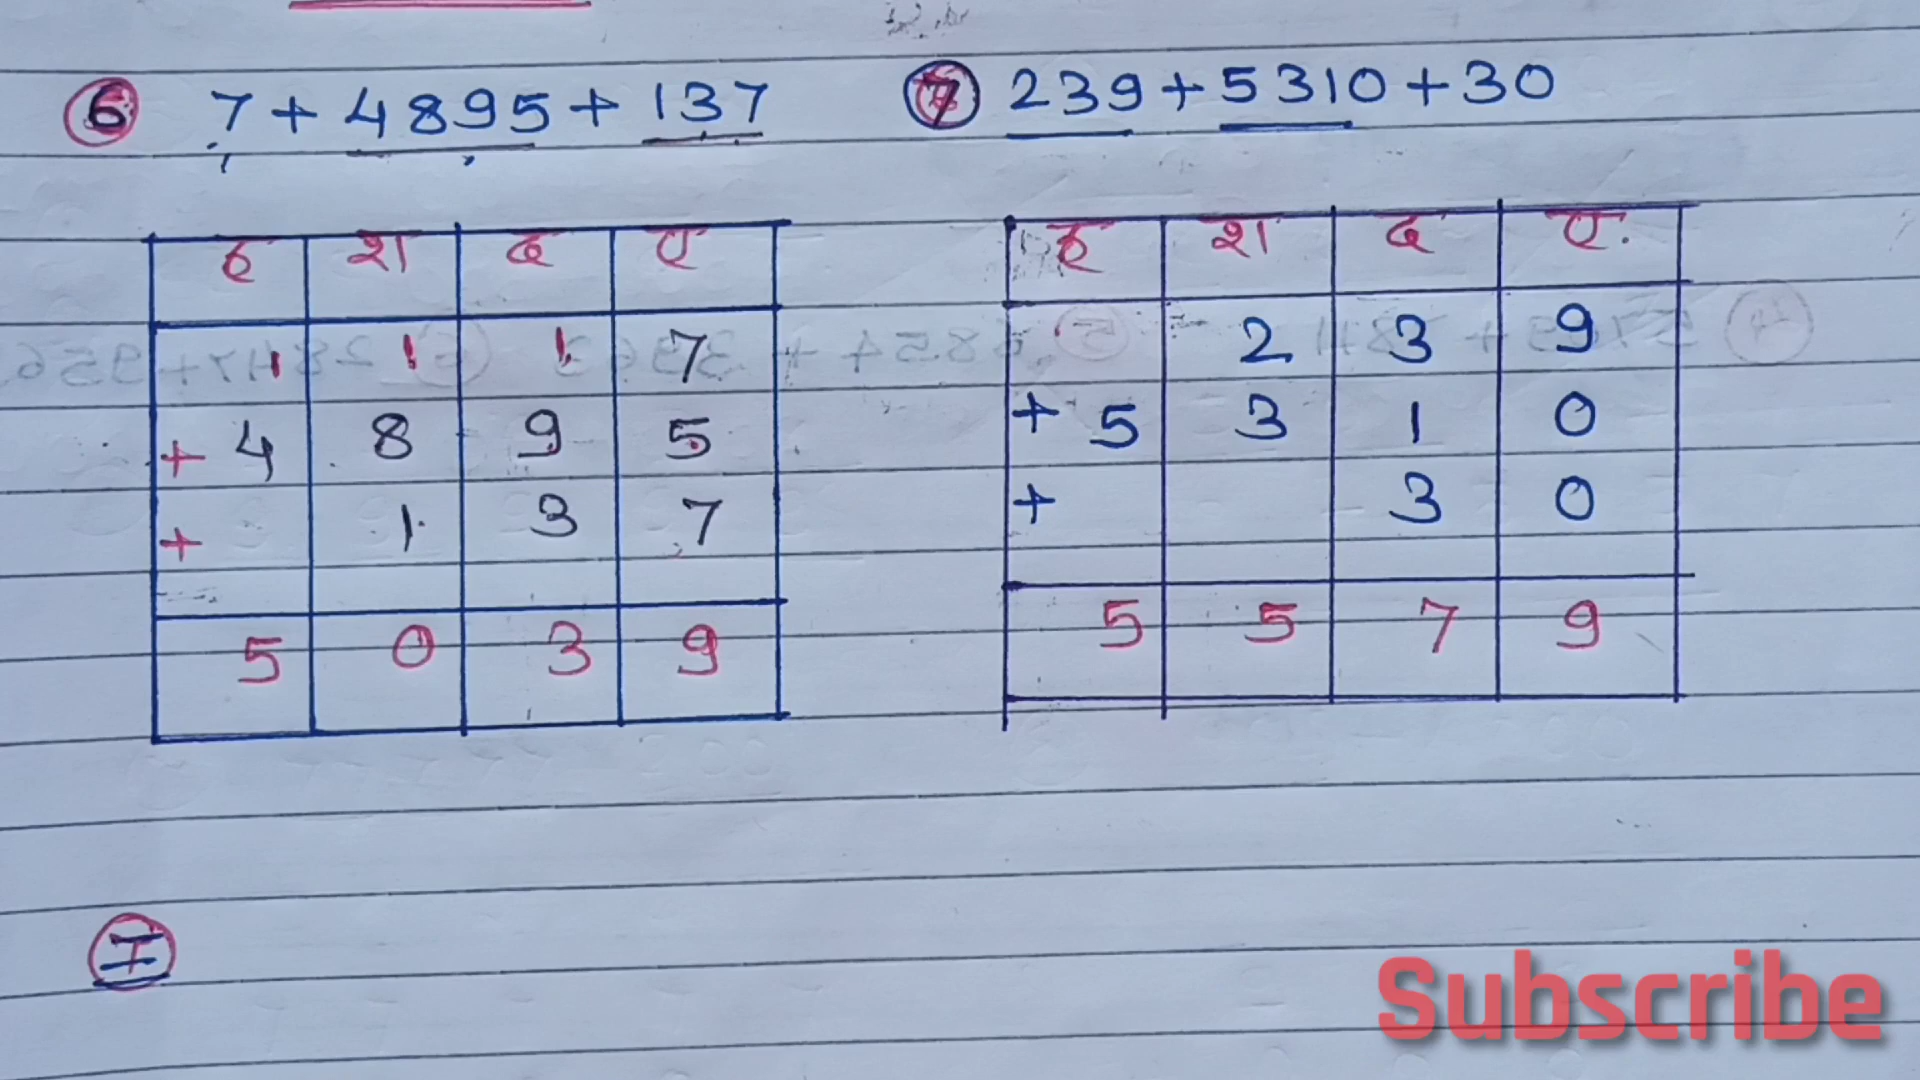 6 7 + 4895 + 137
ह श द ए
1 1 1 7
+ 4 8 9 5
+ 1 3 7
5 0 3 9
7 239 + 5310 + 30
ह श द ए.
2 3 9
+ 5 3 1 0
+ 3 0
5 5 7 9
I
Subscribe